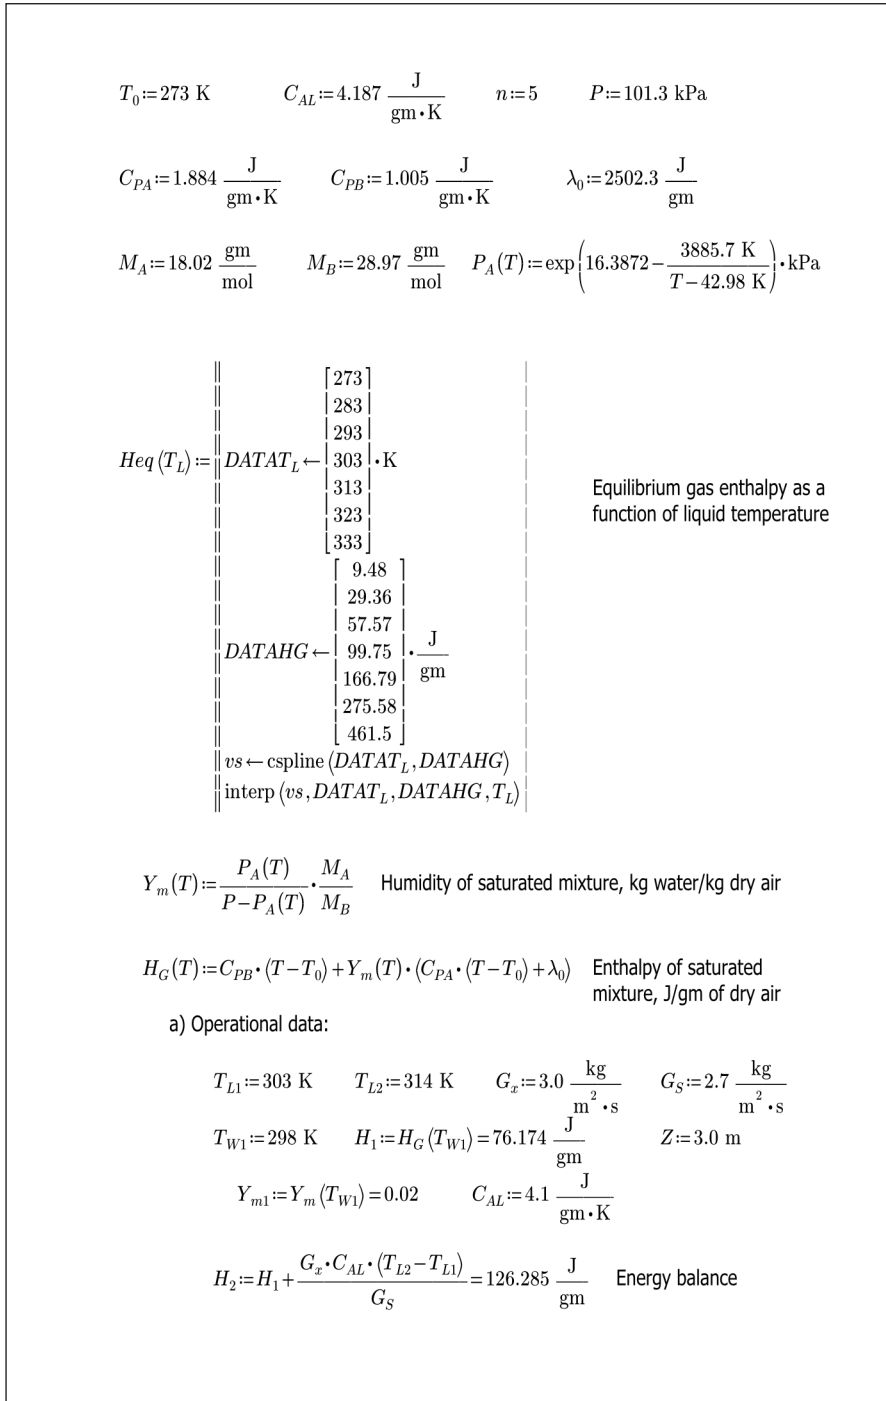 T₀:=273 K C_AL:=4.187 J/(gm•K) n:=5 P:=101.3 kPa
C_PA:=1.884 J/(gm•K) C_PB:=1.005 J/(gm•K) λ₀:=2502.3 J/gm
M_A:=18.02 gm/mol M_B:=28.97 gm/mol P_A(T):=exp(16.3872−3885.7 K/(T−42.98 K))•kPa
Heq(T_L):= DATAT_L←[273
283
293
303
313
323
333]•K
Equilibrium gas enthalpy as a
function of liquid temperature
DATAHG←[9.48
29.36
57.57
99.75
166.79
275.58
461.5]•J/gm
vs←cspline(DATAT_L,DATAHG)
interp(vs,DATAT_L,DATAHG,T_L)
Y_m(T):=P_A(T)/(P−P_A(T))•M_A/M_B Humidity of saturated mixture, kg water/kg dry air
H_G(T):=C_PB•(T−T₀)+Y_m(T)•(C_PA•(T−T₀)+λ₀) Enthalpy of saturated
mixture, J/gm of dry air
a) Operational data:
T_L1:=303 K T_L2:=314 K G_x:=3.0 kg/(m²•s) G_S:=2.7 kg/(m²•s)
T_W1:=298 K H₁:=H_G(T_W1)=76.174 J/gm Z:=3.0 m
Y_m1:=Y_m(T_W1)=0.02 C_AL:=4.1 J/(gm•K)
H₂:=H₁+G_x•C_AL•(T_L2−T_L1)/G_S=126.285 J/gm Energy balance